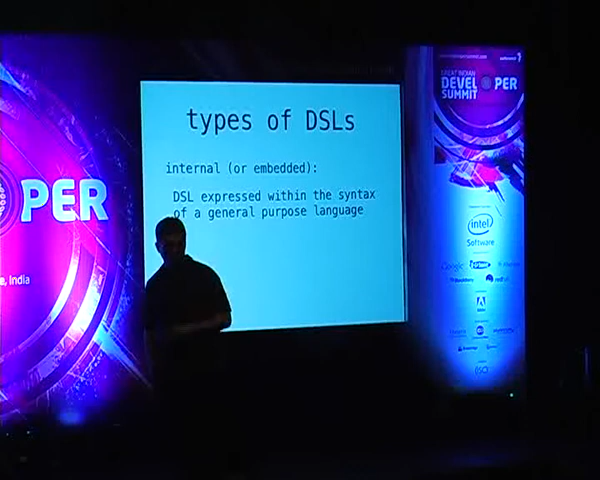 types of DSLs
internal (or embedded):
DSL expressed within the syntax
of a general purpose language
PER
, India
GREAT INDIAN
DEVEL PER
SUMMIT
intel
Software
Google